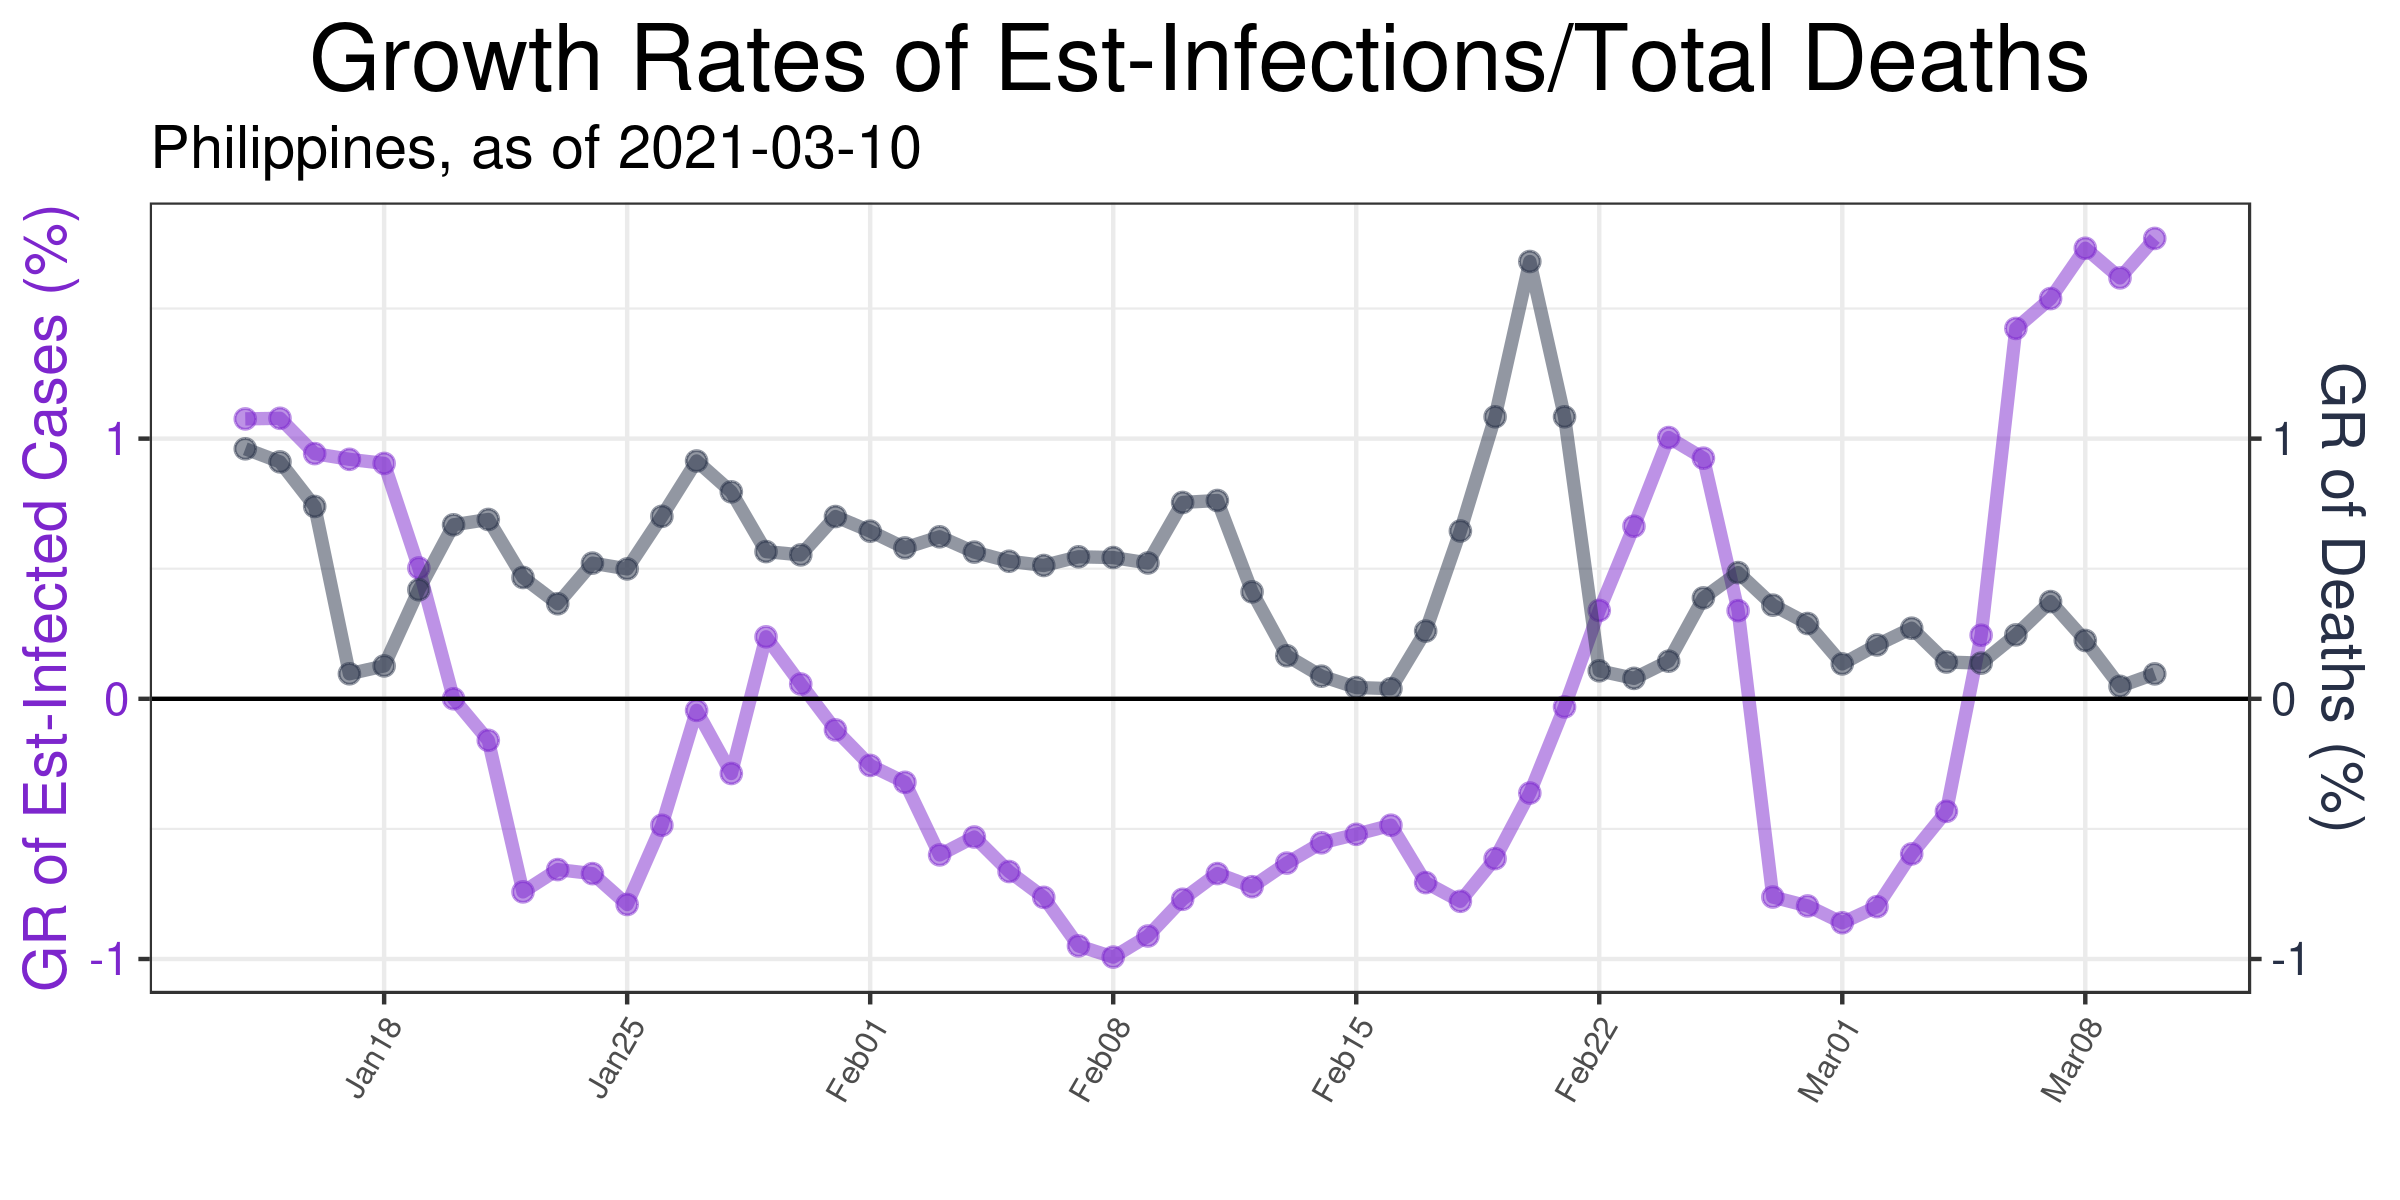 Growth Rates of Est-Infections/Total Deaths
Philippines, as of 2021-03-10
GR of Est-Infected Cases (%)
1
0
-1
GR of Deaths (%)
1
0
-1
Jan18
Jan25
Feb01
Feb08
Feb15
Feb22
Mar01
Mar08